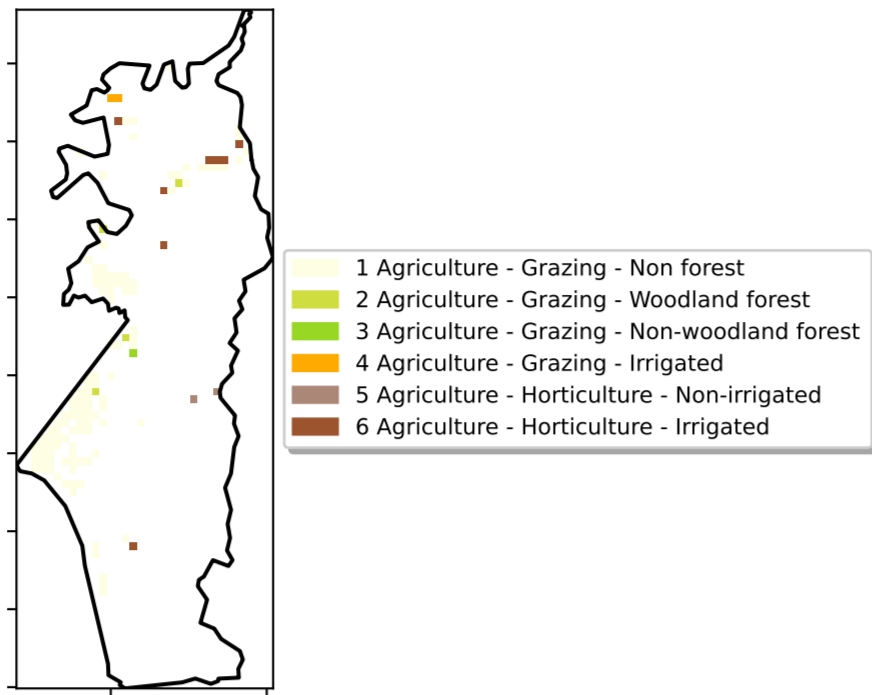 1 Agriculture - Grazing - Non forest
2 Agriculture - Grazing - Woodland forest
3 Agriculture - Grazing - Non-woodland forest
4 Agriculture - Grazing - Irrigated
5 Agriculture - Horticulture - Non-irrigated
6 Agriculture - Horticulture - Irrigated